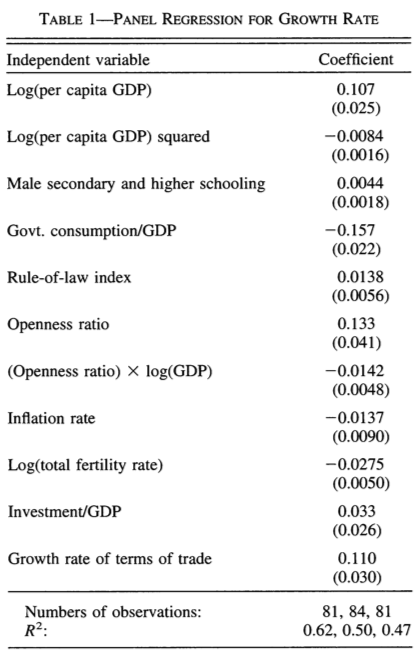 TABLE 1—PANEL REGRESSION FOR GROWTH RATE
Independent variable Coefficient
Log(per capita GDP) 0.107
(0.025)
Log(per capita GDP) squared −0.0084
(0.0016)
Male secondary and higher schooling 0.0044
(0.0018)
Govt. consumption/GDP −0.157
(0.022)
Rule-of-law index 0.0138
(0.0056)
Openness ratio 0.133
(0.041)
(Openness ratio) × log(GDP) −0.0142
(0.0048)
Inflation rate −0.0137
(0.0090)
Log(total fertility rate) −0.0275
(0.0050)
Investment/GDP 0.033
(0.026)
Growth rate of terms of trade 0.110
(0.030)
Numbers of observations: 81, 84, 81
R²: 0.62, 0.50, 0.47